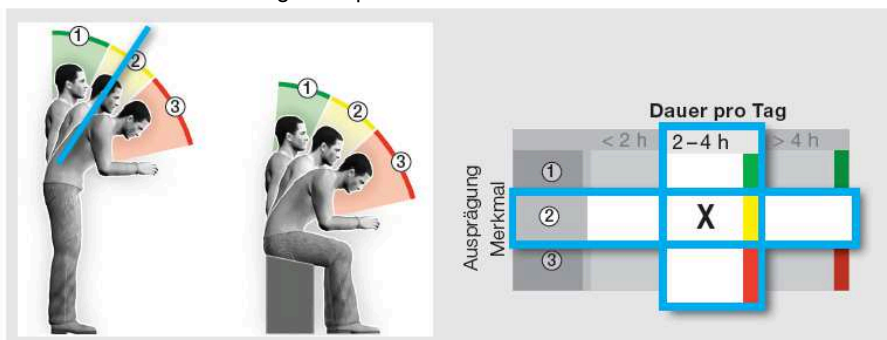 ①
②
③
①
②
③
Dauer pro Tag
< 2 h 2–4 h > 4 h
Ausprägung
Merkmal
①
② X
③